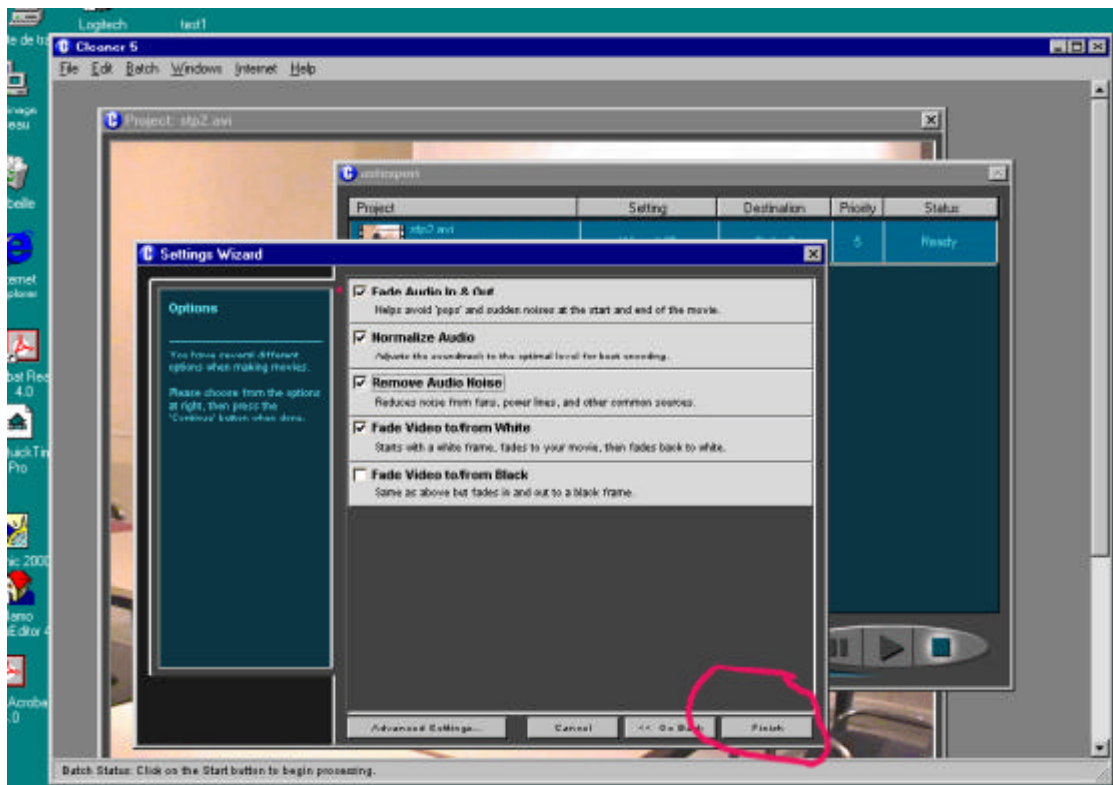 Logitech test1
Cleaner 5
File Edit Batch Windows Internet Help
Project: stp2.avi
Project Setting Destination Priority Status
stp2.avi
5 Ready
Settings Wizard
Options
You have several different
options when making movies.
Please choose from the options
at right, then press the
'Continue' button when done.
Fade Audio In & Out
Helps avoid 'pops' and sudden noises at the start and end of the movie.
Normalize Audio
Adjusts the soundtrack to the optimal level for best encoding.
Remove Audio Noise
Reduces noise from fans, power lines, and other common sources.
Fade Video to/from White
Starts with a white frame, fades to your movie, then fades back to white.
Fade Video to/from Black
Same as above but fades in and out to a black frame.
Advanced Settings... Cancel << Go Back Finish
Batch Status: Click on the Start button to begin processing.
4.0
Pro